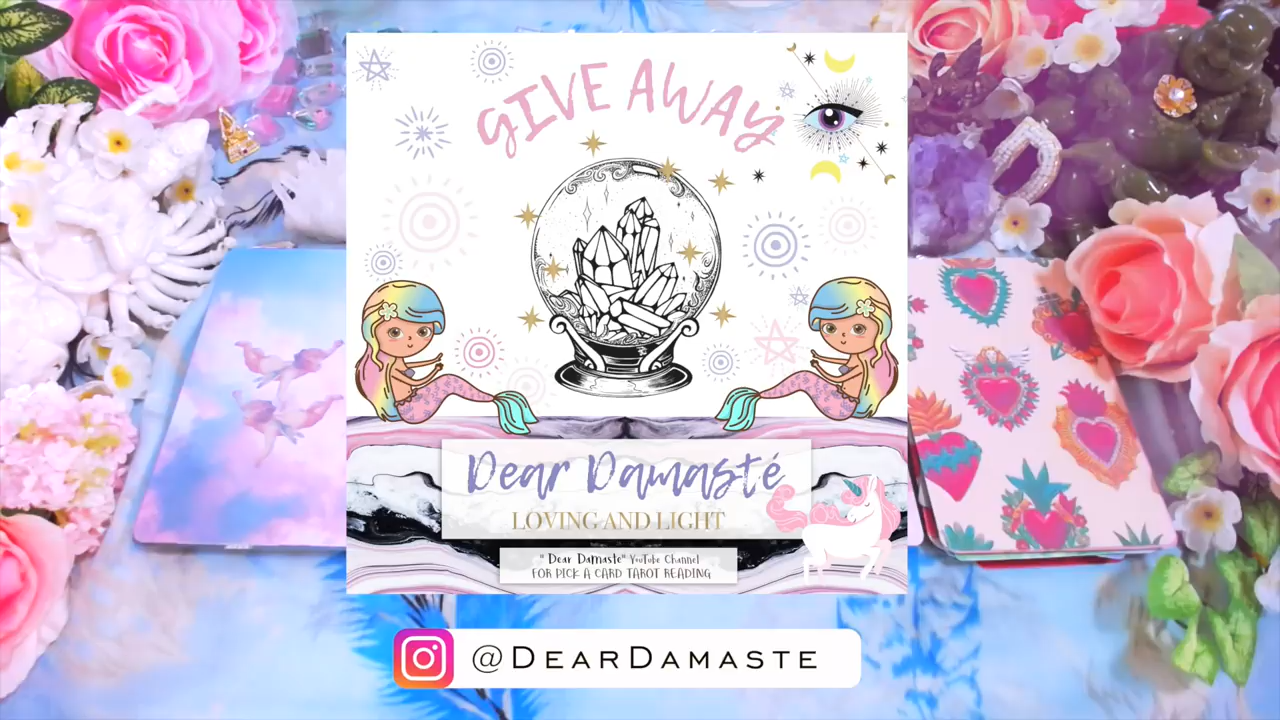 GIVE AWAY
Dear Damasté
LOVING AND LIGHT
"Dear Damaste" YouTube Channel
FOR PICK A CARD TAROT READING
@DEARDAMASTE